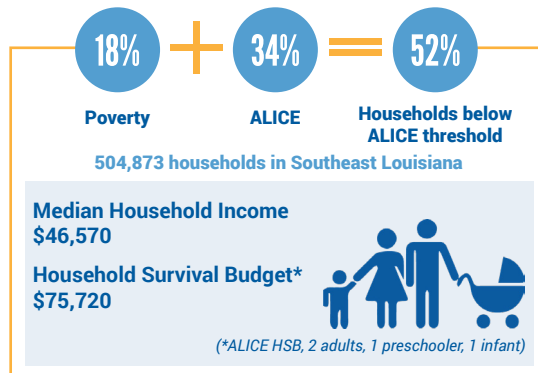 18% + 34% = 52%
Poverty
ALICE
Households below
ALICE threshold
504,873 households in Southeast Louisiana
Median Household Income
$46,570
Household Survival Budget*
$75,720
(*ALICE HSB, 2 adults, 1 preschooler, 1 infant)